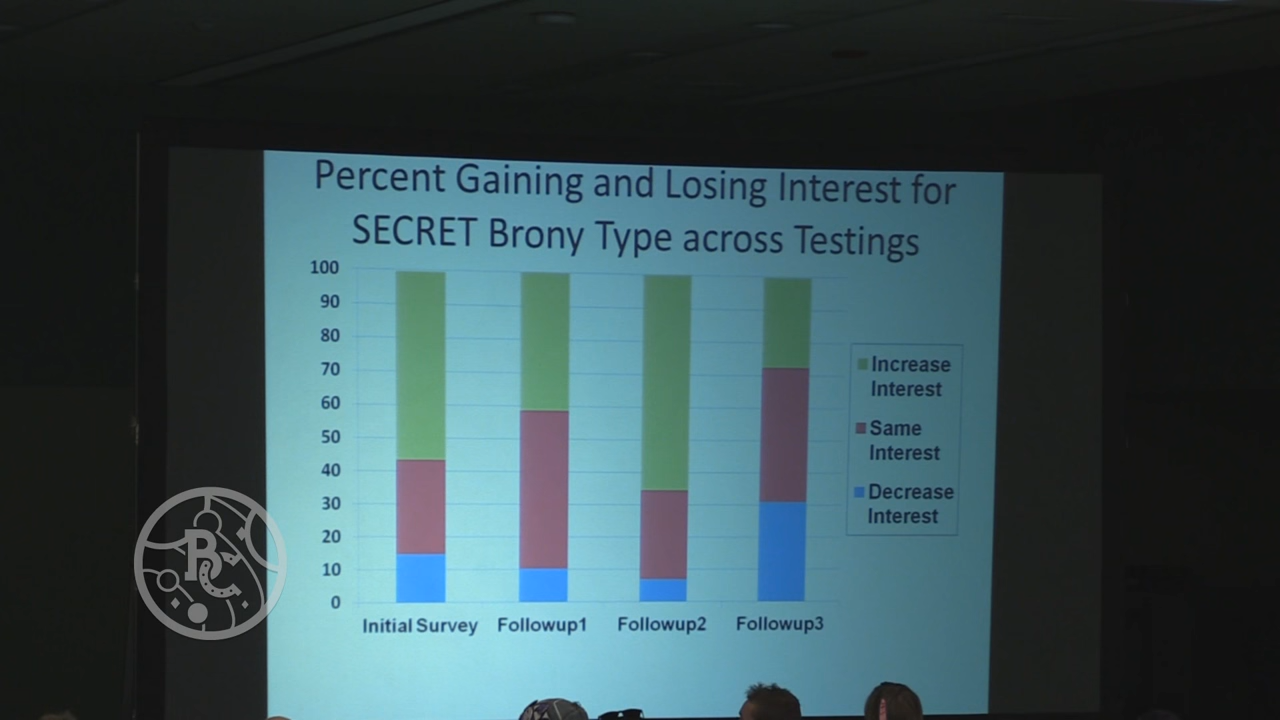 Percent Gaining and Losing Interest for
SECRET Brony Type across Testings
100
90
80
70
60
50
40
30
20
10
0
Initial Survey
Followup1
Followup2
Followup3
Increase
Interest
Same
Interest
Decrease
Interest
BC